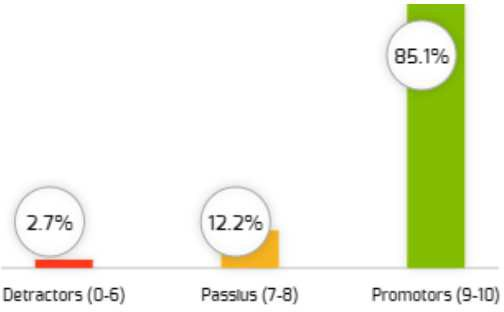 85.1%
2.7%
12.2%
Detractors (0-6)
Passius (7-8)
Promotors (9-10)